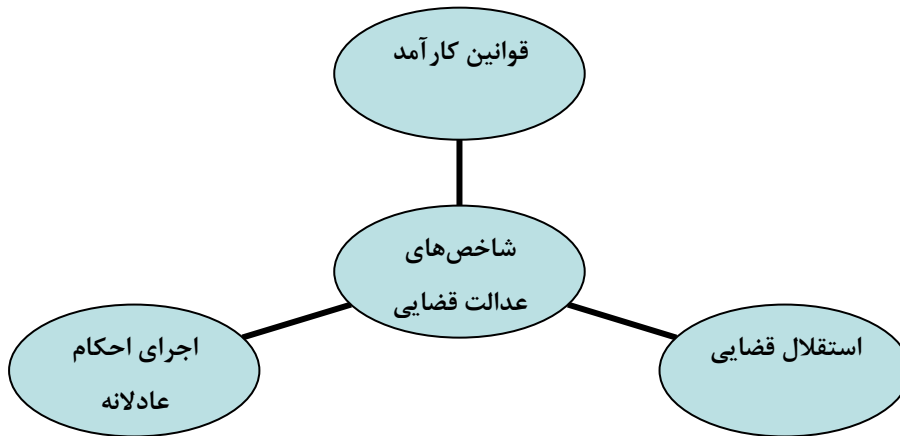 قوانین کارآمد
شاخص‌های
عدالت قضایی
استقلال قضایی
اجرای احکام
عادلانه